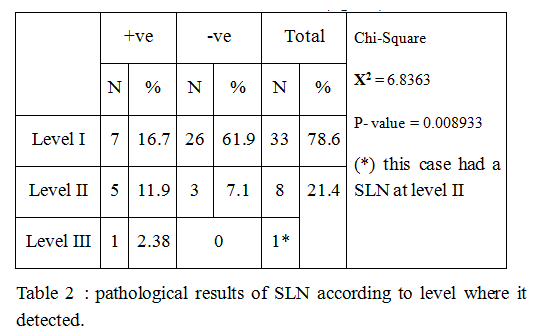 +ve -ve Total
N % N % N %
Level I 7 16.7 26 61.9 33 78.6
Level II 5 11.9 3 7.1 8 21.4
Level III 1 2.38 0 1*
Chi-Square
X² = 6.8363
P- value = 0.008933
(*) this case had a
SLN at level II
Table 2 : pathological results of SLN according to level where it
detected.